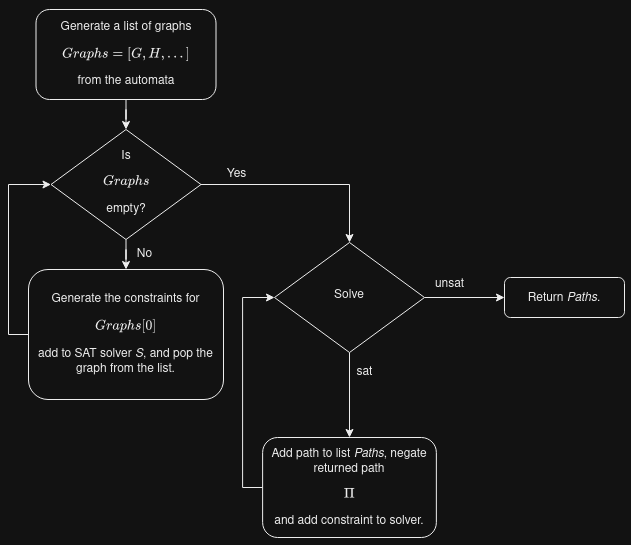 Generate a list of graphs
Graphs = [G, H, . . . ]
from the automata
Is
Graphs
empty?
Yes
No
Generate the constraints for
Graphs[0]
add to SAT solver S, and pop the
graph from the list.
Solve
unsat
Return Paths.
sat
Add path to list Paths, negate
returned path
Π
and add constraint to solver.